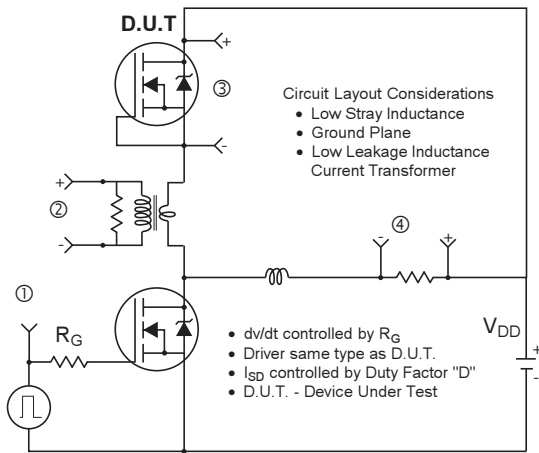 D.U.T
+
③
-
Circuit Layout Considerations
• Low Stray Inductance
• Ground Plane
• Low Leakage Inductance
Current Transformer
+
②
-
- ④ +
①
RG
• dv/dt controlled by RG
• Driver same type as D.U.T.
• ISD controlled by Duty Factor "D"
• D.U.T. - Device Under Test
VDD
+
-